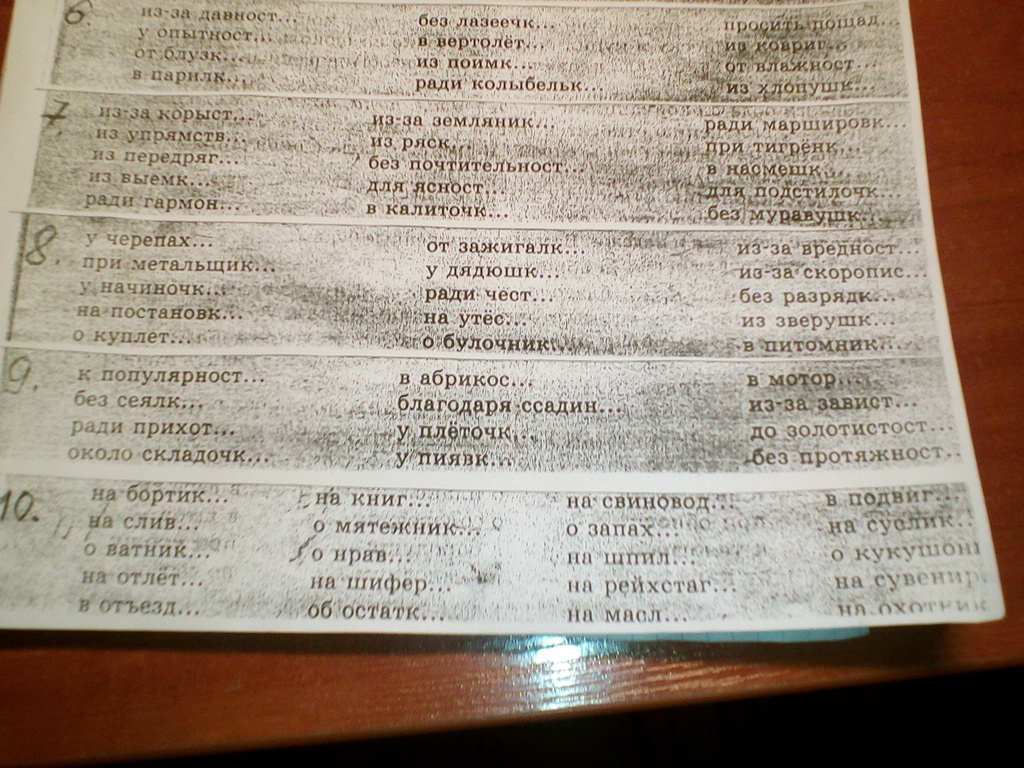 6. из-за давност... без лазеечк... просить пощад...
у опытност... в вертолёт... из ковриг...
от блузк... из поимк... от влажност...
в парилк... ради колыбельк... из хлопушк...
7. из-за корыст... из-за земляник... ради маршировк...
из упрямств... из ряск... при тигрёнк...
из передряг... без почтительност... в насмешк...
из выемк... для ясност... для подстилочк...
ради гармон... в калиточк... без муравушк...
8. у черепах... от зажигалк... из-за вредност...
при метальщик... у дядюшк... из-за скоропис...
у начиночк... ради чест... без разрядк...
на постановк... на утёс... из зверушк...
о куплет... о булочник... в питомник...
9. к популярност... в абрикос... в мотор...
без сеялк... благодаря ссадин... из-за завист...
ради прихот... у плёточк... до золотистост...
около складочк... у пиявк... без протяжност...
10. на бортик... на книг... на свиновод... в подвиг...
на слив... о мятежник... о запах... на суслик...
о ватник... о нрав... на шпил... о кукушон
на отлёт... на шифер... на рейхстаг... на сувенир...
в отъезд... об остатк... на масл... на охотник